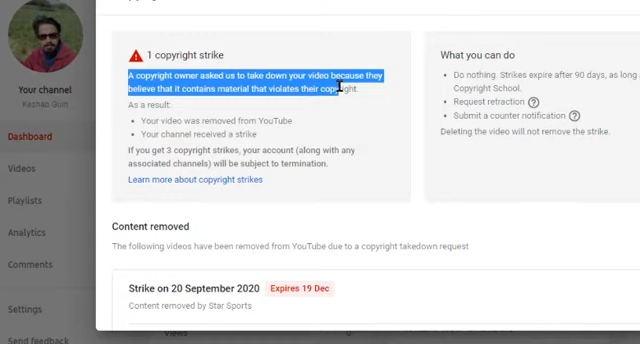 Your channel
Keshab Guin
Dashboard
Videos
Playlists
Analytics
Comments
Settings
Send feedback
1 copyright strike
A copyright owner asked us to take down your video because they
believe that it contains material that violates their copyright.
As a result:
Your video was removed from YouTube
Your channel received a strike
If you get 3 copyright strikes, your account (along with any
associated channels) will be subject to termination.
Learn more about copyright strikes
What you can do
Do nothing. Strikes expire after 90 days, as long
Copyright School.
Request retraction
Submit a counter notification
Deleting the video will not remove the strike.
Content removed
The following videos have been removed from YouTube due to a copyright takedown request
Strike on 20 September 2020 Expires 19 Dec
Content removed by Star Sports
Views